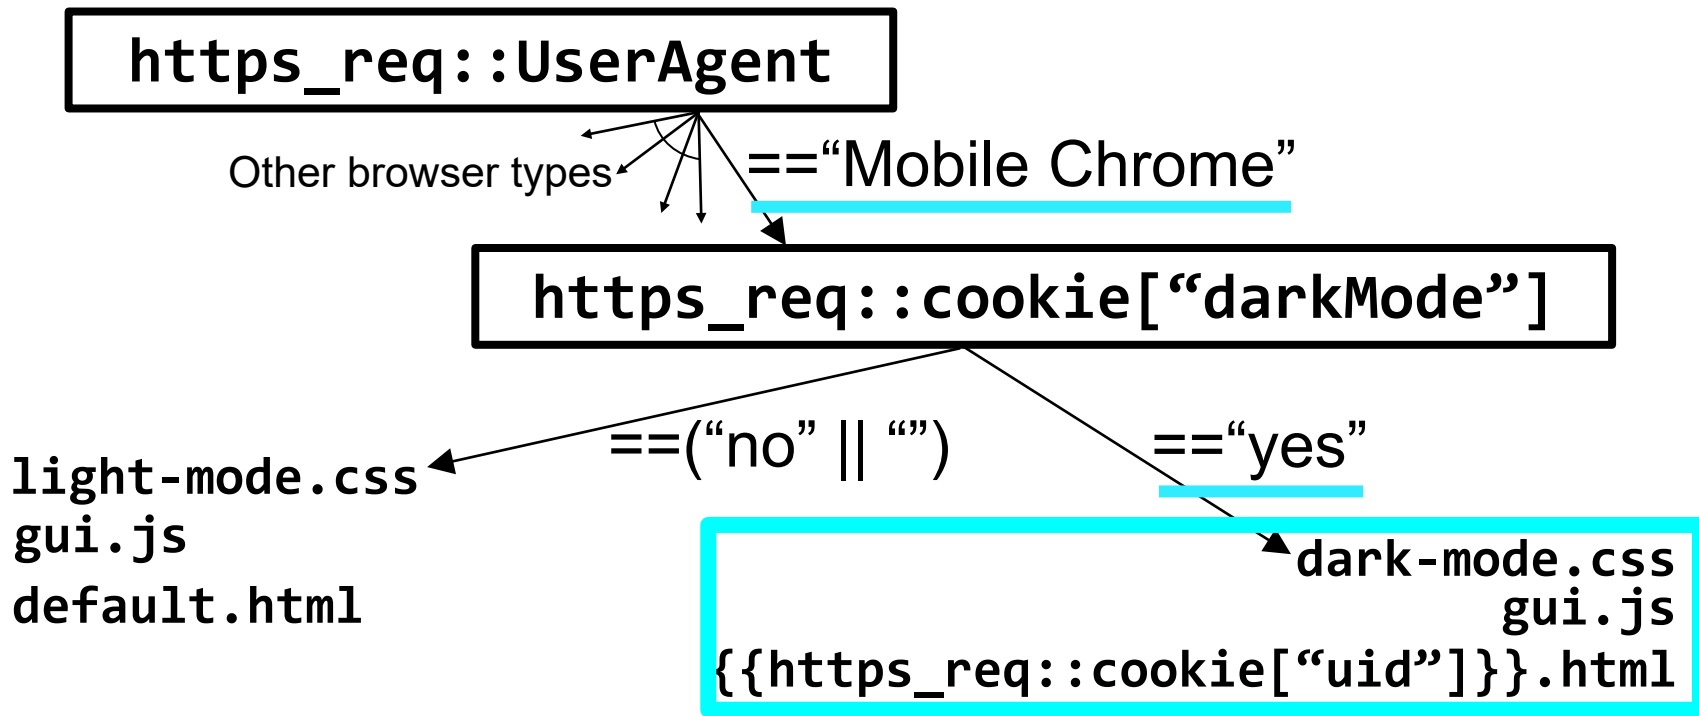 https_req::UserAgent
Other browser types
==“Mobile Chrome”
https_req::cookie[“darkMode”]
==(“no” || “”)
==“yes”
light-mode.css
gui.js
default.html
dark-mode.css
gui.js
{{https_req::cookie[“uid”]}}.html